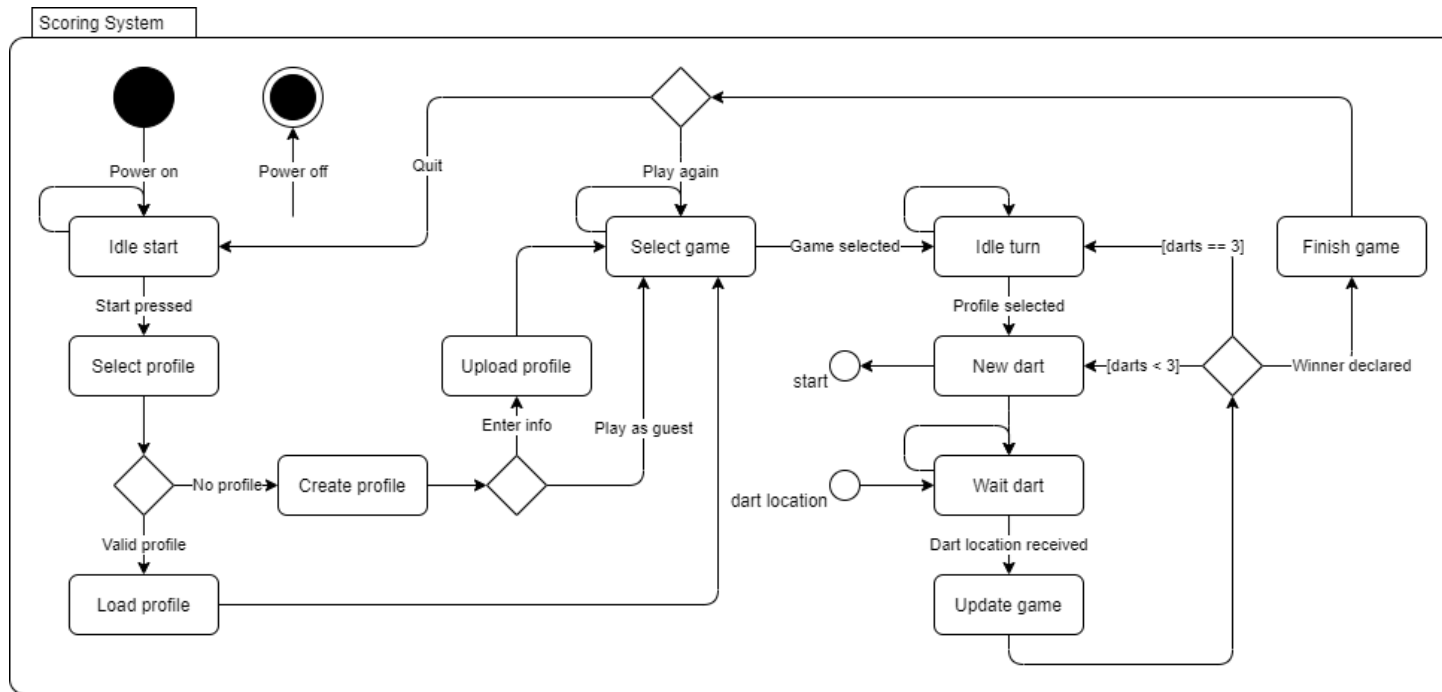 Scoring System
Power on
Power off
Quit
Play again
Idle start
Select game
Game selected
Idle turn
[darts == 3]
Finish game
Start pressed
Profile selected
Select profile
Upload profile
start
New dart
[darts < 3]
Winner declared
Enter info
Play as guest
No profile
Create profile
dart location
Wait dart
Valid profile
Dart location received
Load profile
Update game